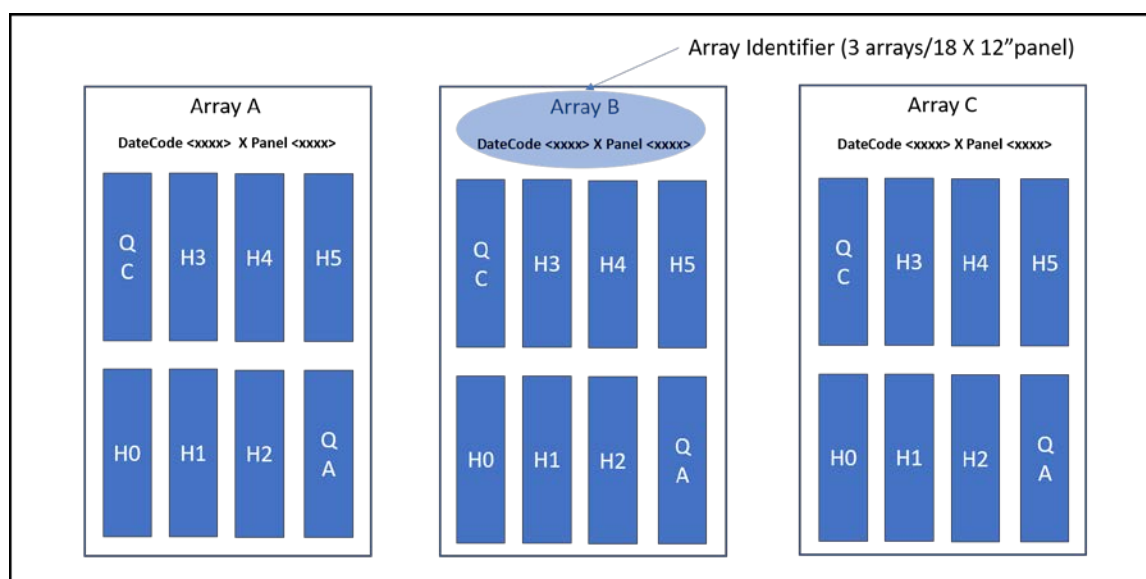 Array Identifier (3 arrays/18 X 12”panel)
Array A
DateCode <xxxx> X Panel <xxxx>
Q
C
H3
H4
H5
H0
H1
H2
Q
A
Array B
DateCode <xxxx> X Panel <xxxx>
Q
C
H3
H4
H5
H0
H1
H2
Q
A
Array C
DateCode <xxxx> X Panel <xxxx>
Q
C
H3
H4
H5
H0
H1
H2
Q
A